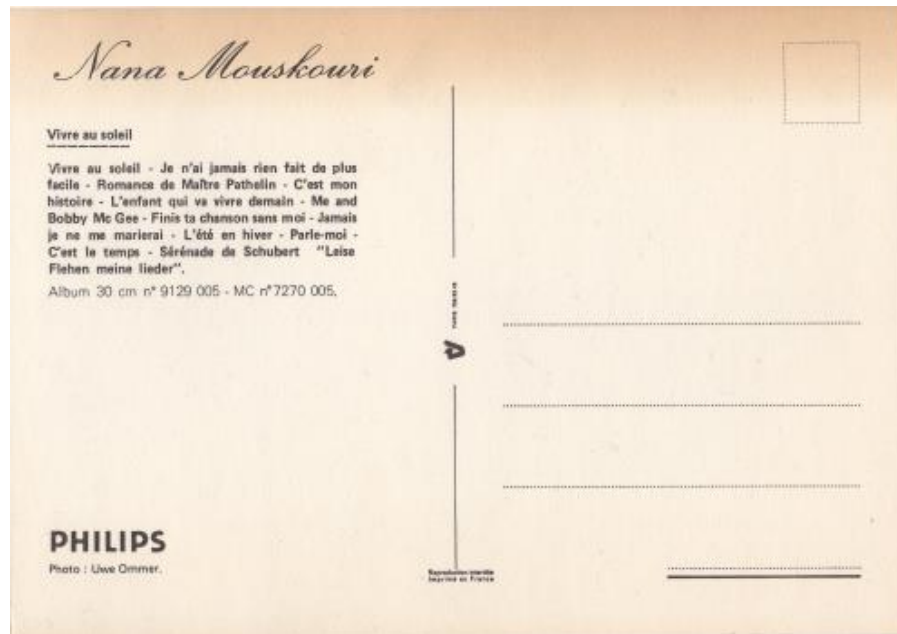 Nana Mouskouri
Vivre au soleil
Vivre au soleil - Je n'ai jamais rien fait de plus
facile - Romance de Maître Pathelin - C'est mon
histoire - L'enfant qui va vivre demain - Me and
Bobby Mc Gee - Finis ta chanson sans moi - Jamais
je ne me marierai - L'été en hiver - Parle-moi -
C'est le temps - Sérénade de Schubert "Leise
Flehen meine lieder".
Album 30 cm n° 9129 005 - MC n° 7270 005.
PHILIPS
Photo : Uwe Ommer.
Reproduction interdite
Imprimé en France